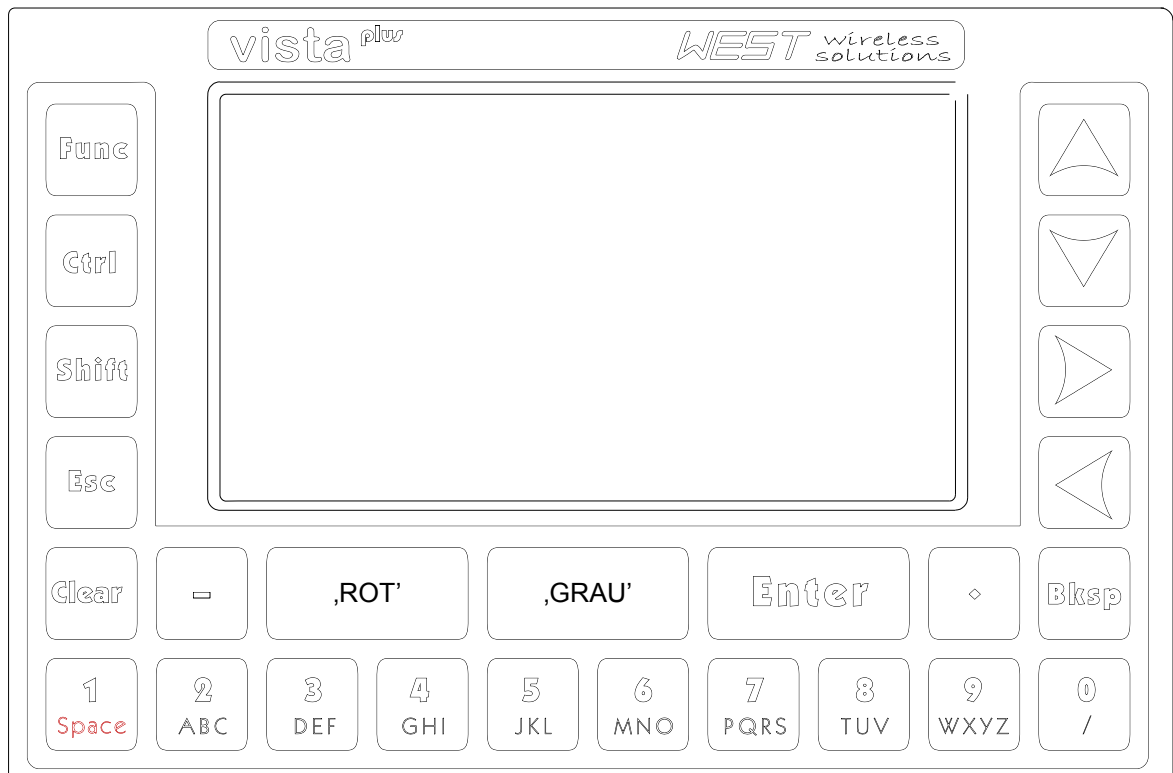 vista plus WEST wireless solutions
Func
Ctrl
Shift
Esc
Clear - ‚ROT’ ‚GRAU’ Enter . Bksp
1 2 3 4 5 6 7 8 9 0
Space ABC DEF GHI JKL MNO PQRS TUV WXYZ /